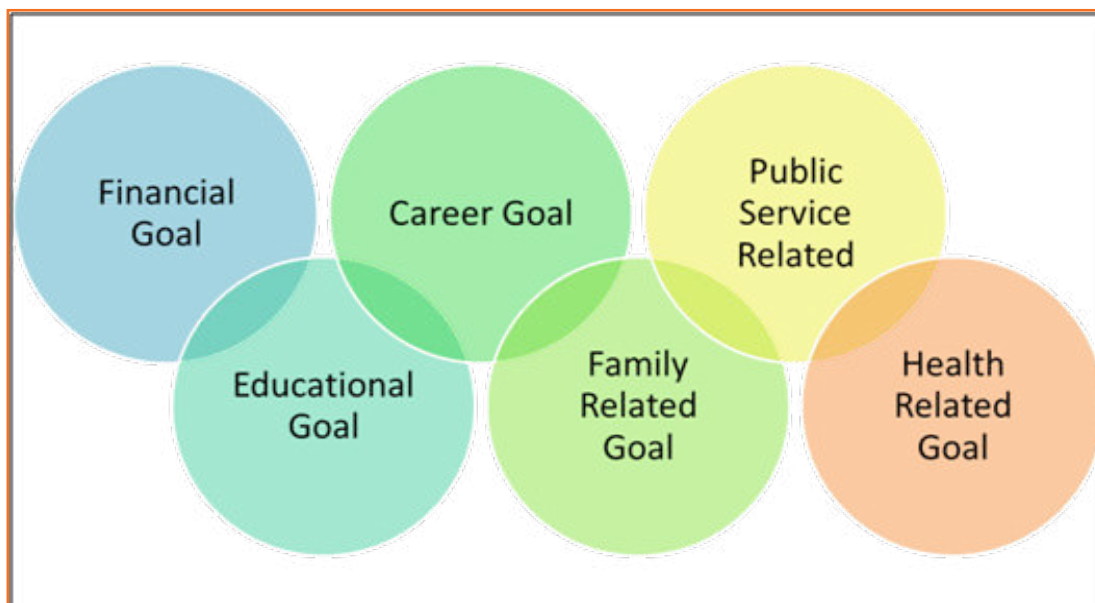 Financial
Goal
Career Goal
Public
Service
Related
Educational
Goal
Family
Related
Goal
Health
Related
Goal